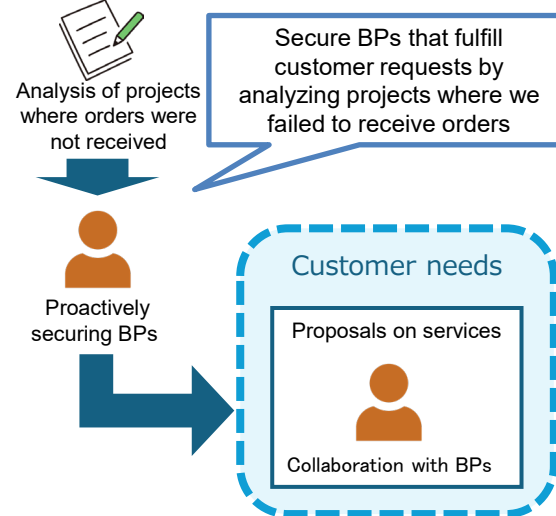 Analysis of projects
where orders were
not received
Secure BPs that fulfill
customer requests by
analyzing projects where we
failed to receive orders
Proactively
securing BPs
Customer needs
Proposals on services
Collaboration with BPs